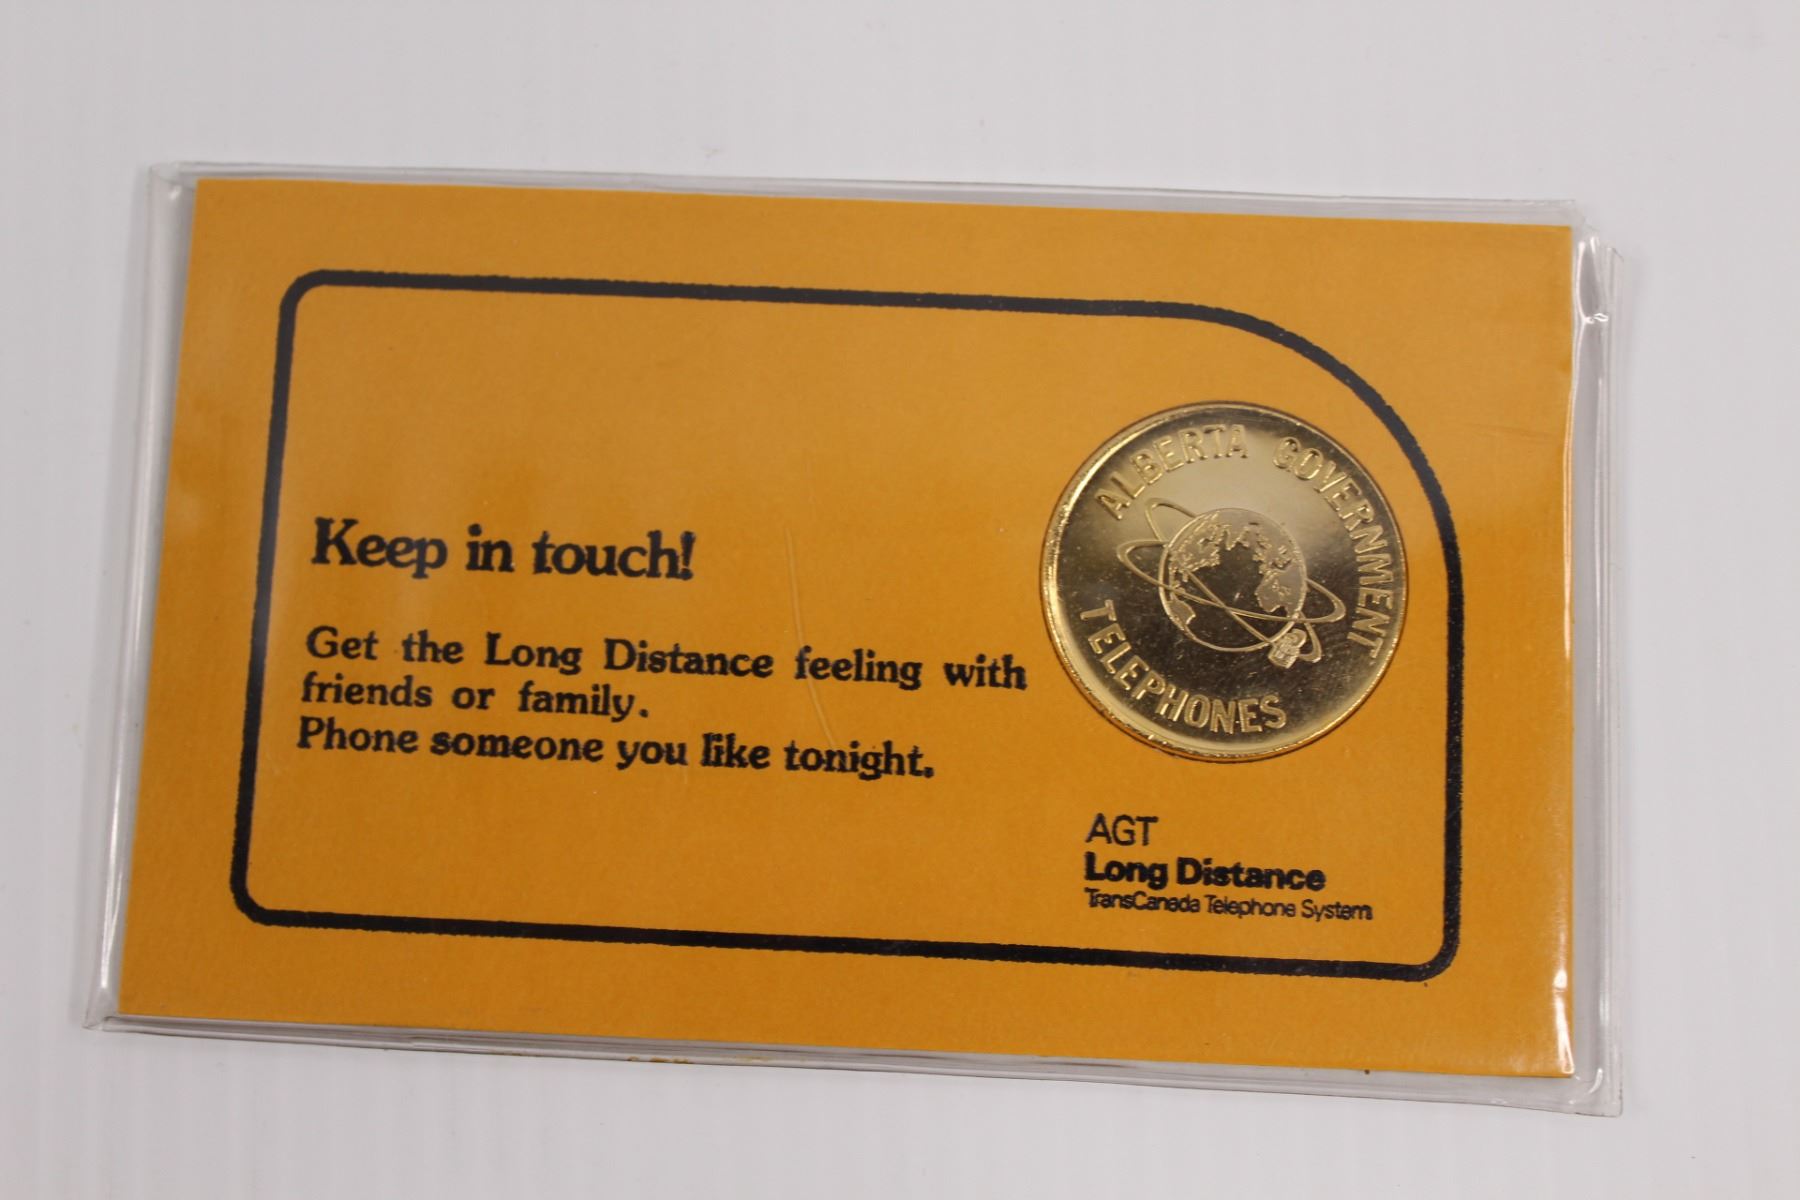 Keep in touch!
Get the Long Distance feeling with
friends or family.
Phone someone you like tonight.
ALBERTA GOVERNMENT
TELEPHONES
AGT
Long Distance
TransCanada Telephone System